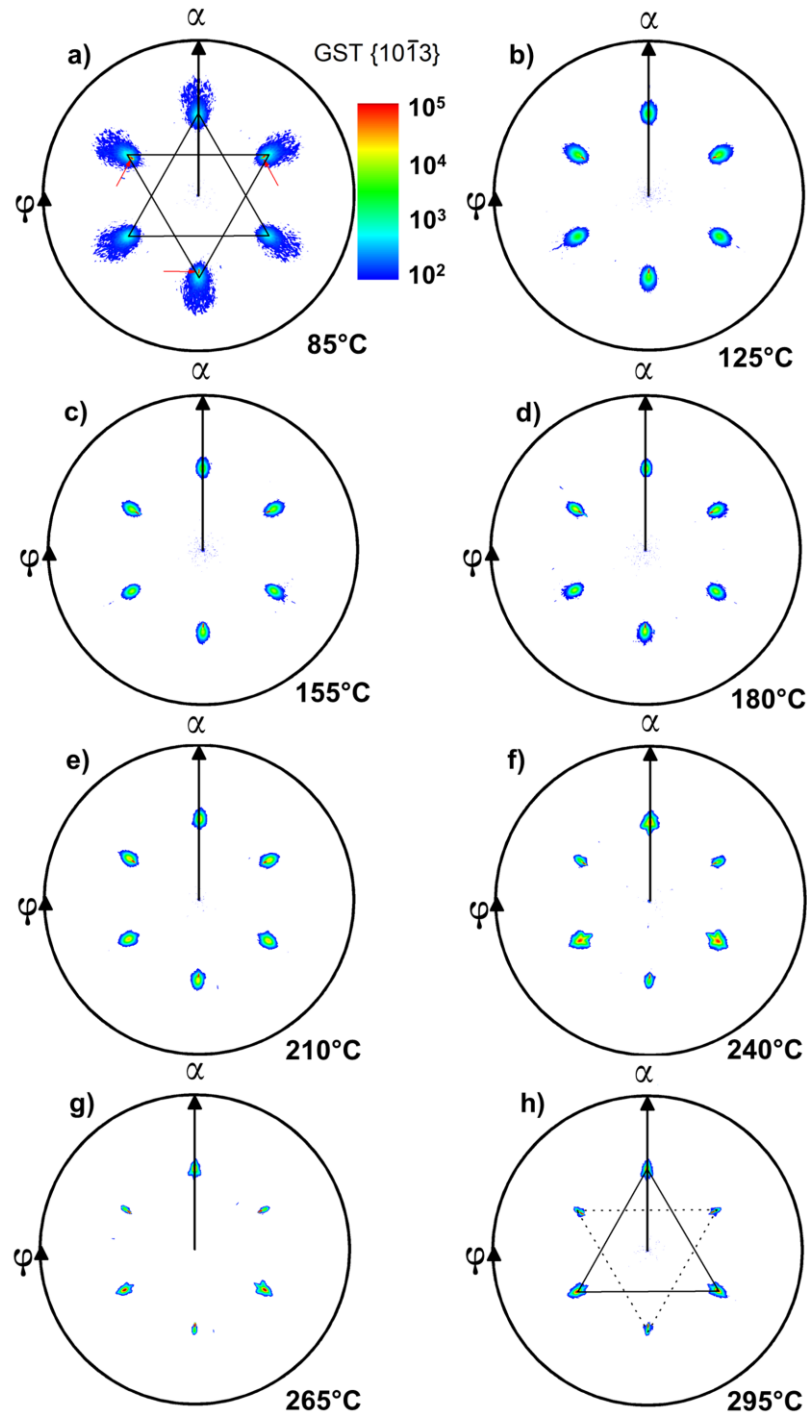 α
a)
GST {101̄3}
b)
α
10⁵
10⁴
10³
10²
φ
φ
85°C
125°C
α
c)
α
d)
φ
φ
155°C
180°C
α
e)
α
f)
φ
φ
210°C
240°C
α
g)
α
h)
φ
φ
265°C
295°C